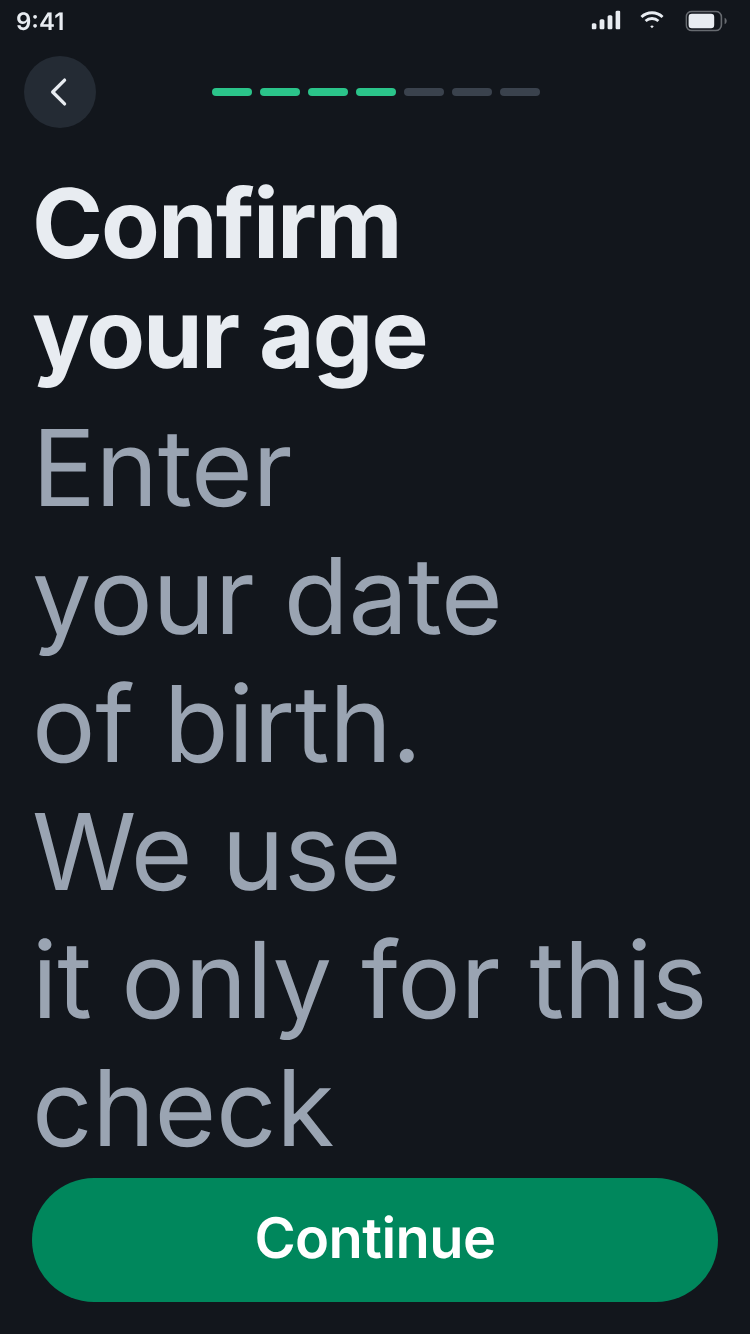 9:41
Confirm
your age
Enter
your date
of birth.
We use
it only for this
check
Continue